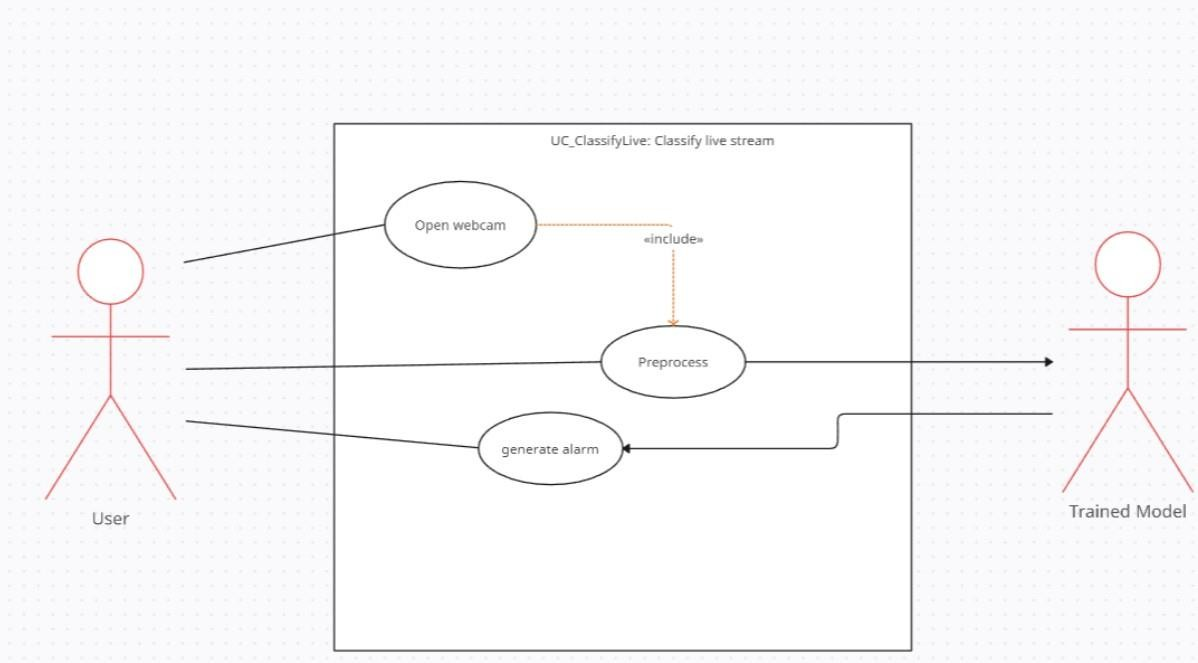 UC_ClassifyLive: Classify live stream
Open webcam
«include»
Preprocess
generate alarm
User
Trained Model